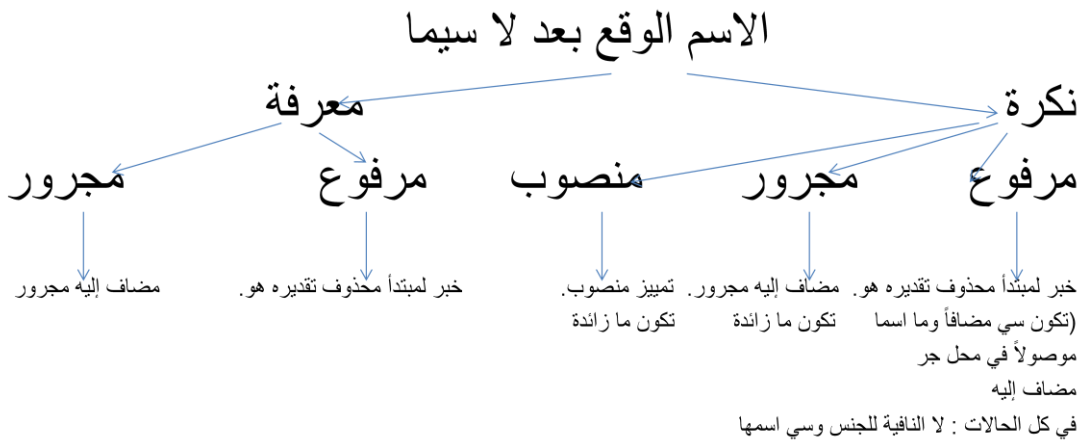 الاسم الوقع بعد لا سيما
نكرة معرفة
مرفوع مجرور منصوب مرفوع مجرور
خبر لمبتدأ محذوف تقديره هو. مضاف إليه مجرور. تمييز منصوب. خبر لمبتدأ محذوف تقديره هو. مضاف إليه مجرور
(تكون سي مضافاً وما اسما تكون ما زائدة تكون ما زائدة
موصولاً في محل جر
مضاف إليه
في كل الحالات : لا النافية للجنس وسي اسمها